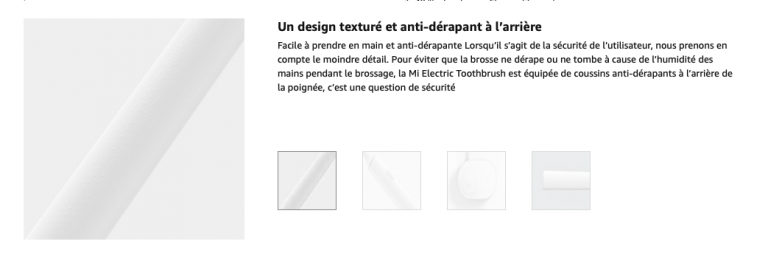 Un design texturé et anti-dérapant à l'arrière
Facile à prendre en main et anti-dérapante Lorsqu'il s'agit de la sécurité de l'utilisateur, nous prenons en
compte le moindre détail. Pour éviter que la brosse ne dérape ou ne tombe à cause de l'humidité des
mains pendant le brossage, la Mi Electric Toothbrush est équipée de coussins anti-dérapants à l'arrière de
la poignée, c'est une question de sécurité